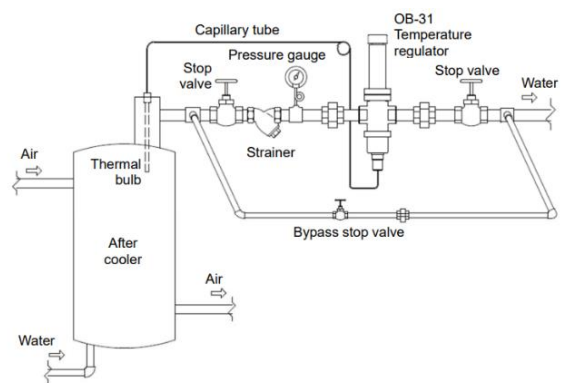 OB-31
Temperature
regulator
Capillary tube
Pressure gauge
Stop
valve
Stop valve
Water
Strainer
Air
Thermal
bulb
Bypass stop valve
After
cooler
Air
Water